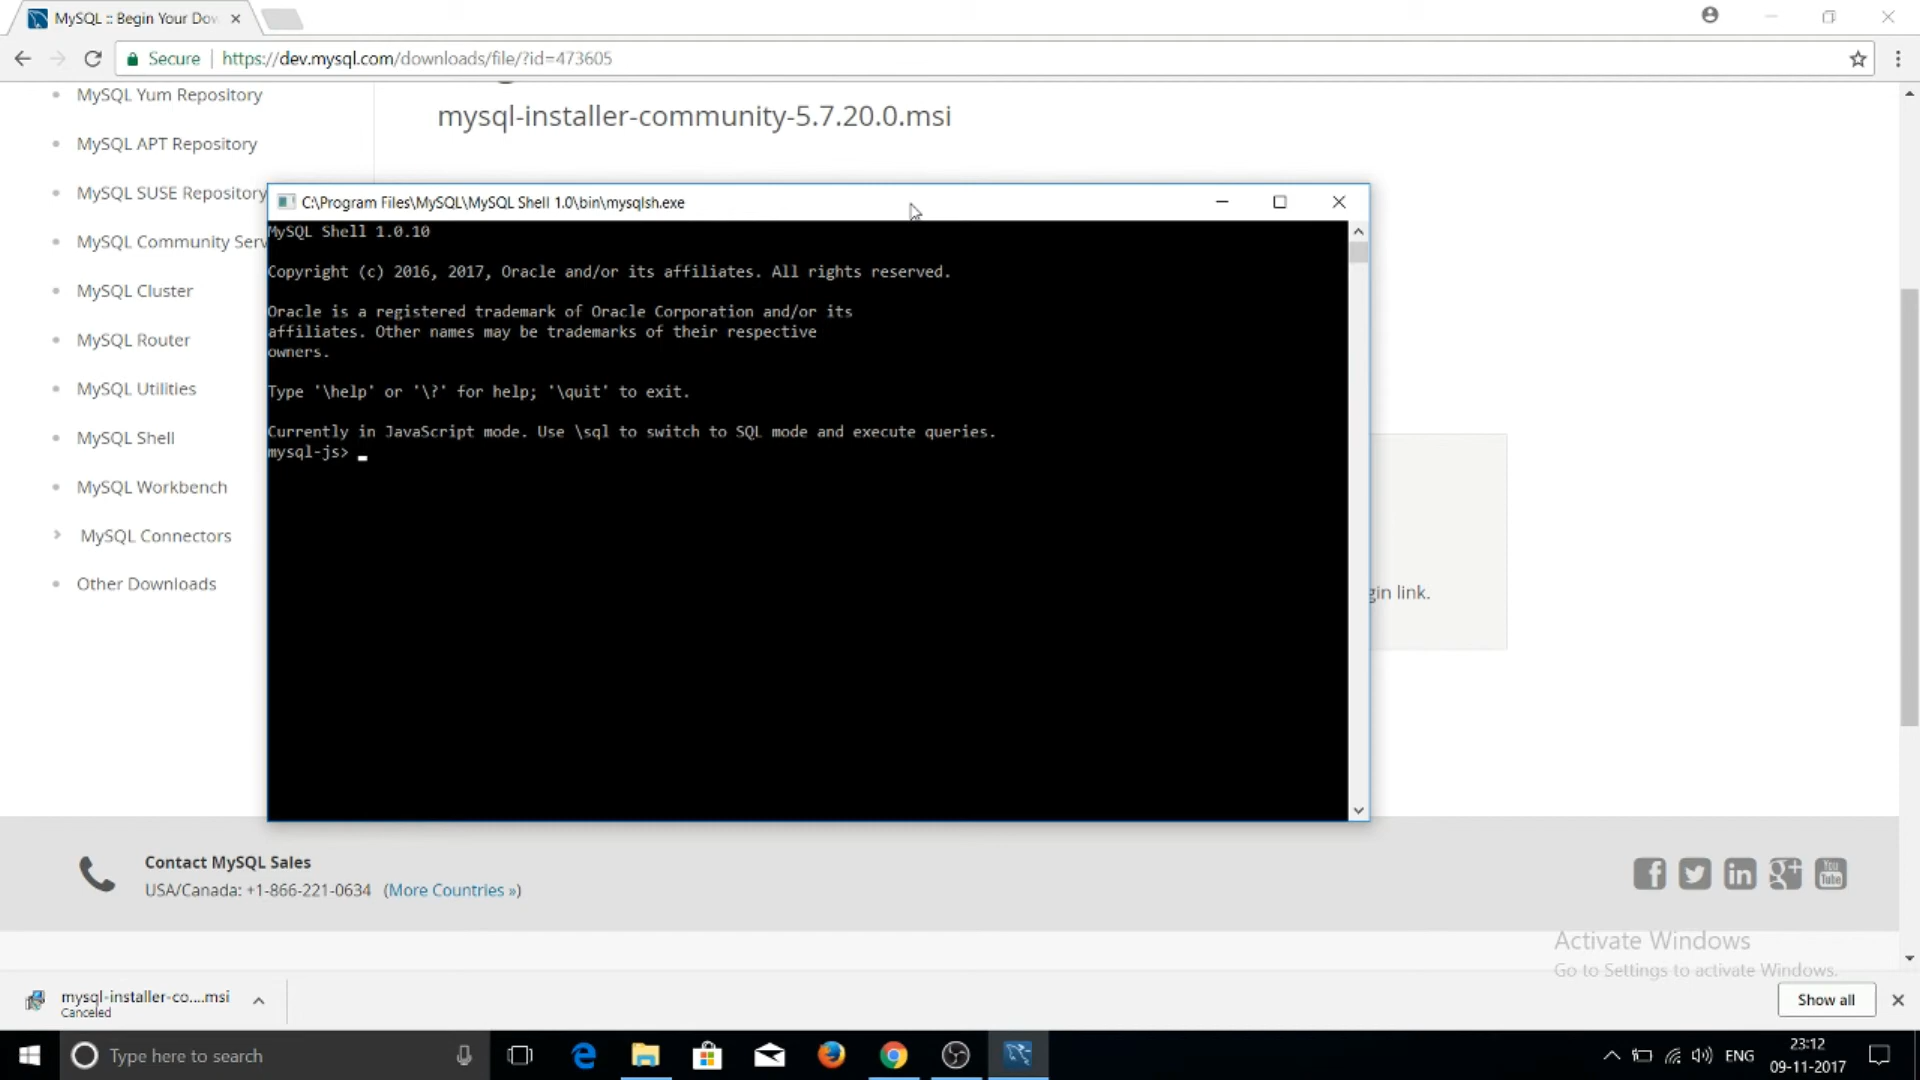 MySQL :: Begin Your Dow
Secure
https://dev.mysql.com/downloads/file/?id=473605
MySQL Yum Repository
MySQL APT Repository
MySQL SUSE Repository
MySQL Community Serv
MySQL Cluster
MySQL Router
MySQL Utilities
MySQL Shell
MySQL Workbench
MySQL Connectors
Other Downloads
mysql-installer-community-5.7.20.0.msi
C:\Program Files\MySQL\MySQL Shell 1.0\bin\mysqlsh.exe
MySQL Shell 1.0.10
Copyright (c) 2016, 2017, Oracle and/or its affiliates. All rights reserved.
Oracle is a registered trademark of Oracle Corporation and/or its
affiliates. Other names may be trademarks of their respective
owners.
Type '\help' or '\?' for help; '\quit' to exit.
Currently in JavaScript mode. Use \sql to switch to SQL mode and execute queries.
mysql-js> _
gin link.
Contact MySQL Sales
USA/Canada: +1-866-221-0634 (More Countries »)
You
Tube
Activate Windows
Go to Settings to activate Windows.
mysql-installer-co....msi
Canceled
Show all
Type here to search
ENG
23:12
09-11-2017